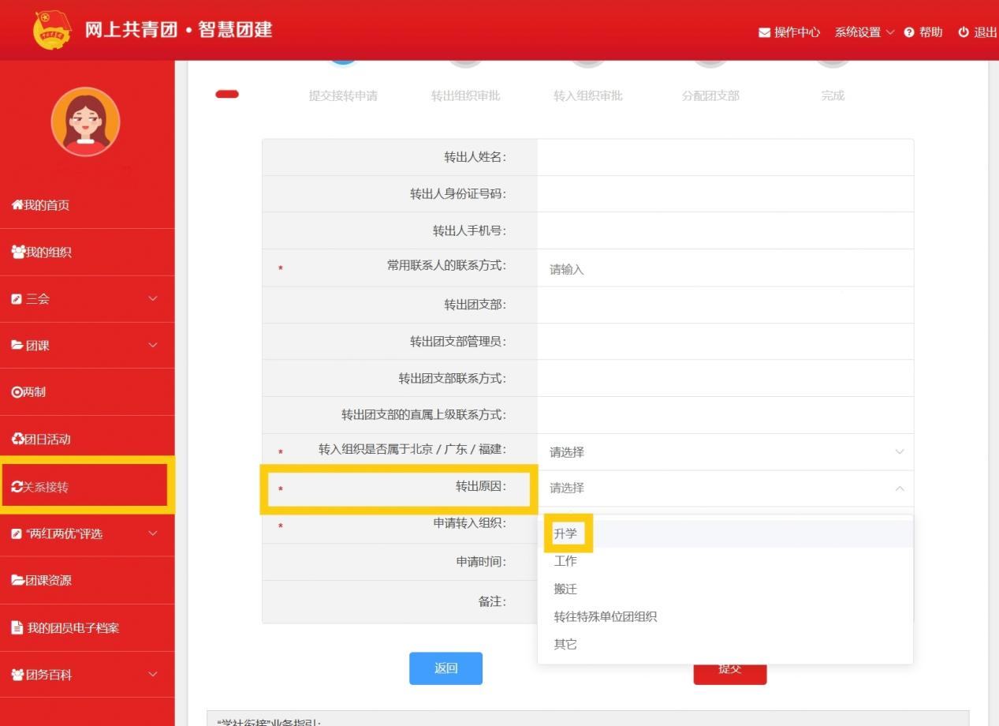 网上共青团·智慧团建
操作中心 系统设置 帮助 退出
提交接转申请 转出组织审批 转入组织审批 分配团支部 完成
我的首页
我的组织
三会
团课
两制
团日活动
关系接转
“两红两优”评选
团课资源
我的团员电子档案
团务百科
转出人姓名：
转出人身份证号码：
转出人手机号：
* 常用联系人的联系方式： 请输入
转出团支部：
转出团支部管理员：
转出团支部联系方式：
转出团支部的直属上级联系方式：
* 转入组织是否属于北京/广东/福建： 请选择
* 转出原因： 请选择
* 申请转入组织：
申请时间：
备注：
升学
工作
搬迁
转往特殊单位团组织
其它
返回 提交
“学社衔接”业务指引：